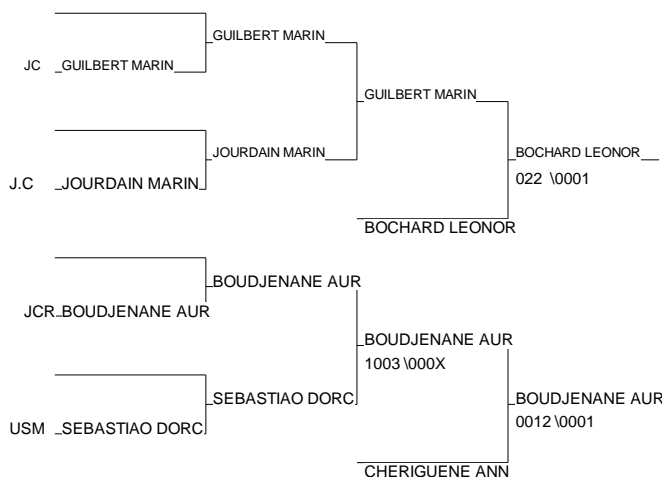 GUILBERT MARIN
JC GUILBERT MARIN
GUILBERT MARIN
JOURDAIN MARIN
BOCHARD LEONOR
J.C JOURDAIN MARIN
022 \0001
BOCHARD LEONOR
BOUDJENANE AUR
JCR BOUDJENANE AUR
BOUDJENANE AUR
1003 \000X
SEBASTIAO DORC
BOUDJENANE AUR
0012 \0001
USM SEBASTIAO DORC
CHERIGUENE ANN